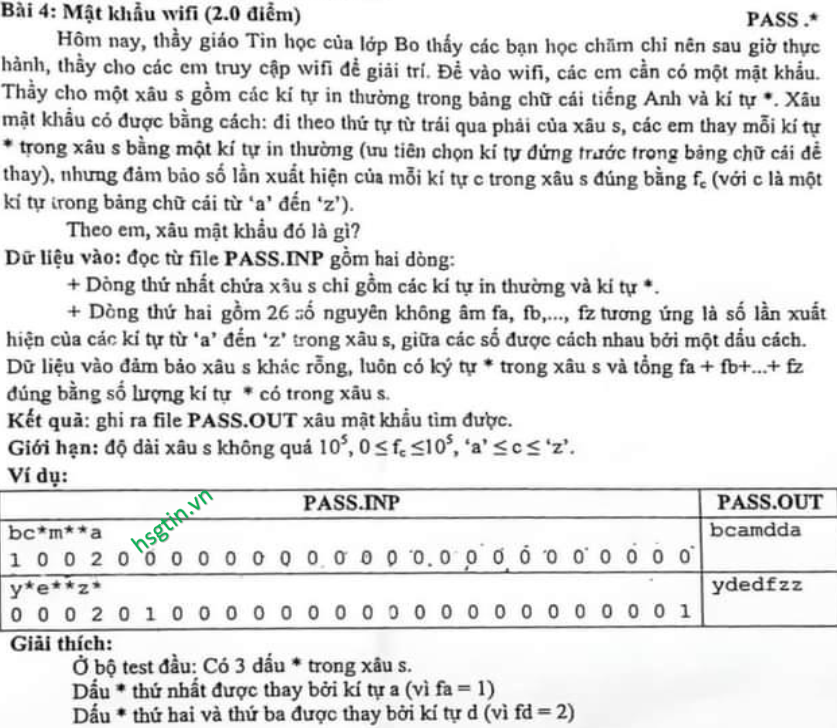 Bài 4: Mật khẩu wifi (2.0 điểm)
PASS.*
Hôm nay, thầy giáo Tin học của lớp Bo thấy các bạn học chăm chỉ nên sau giờ thực
hành, thầy cho các em truy cập wifi để giải trí. Để vào wifi, các em cần có một mật khẩu.
Thầy cho một xâu s gồm các kí tự in thường trong bảng chữ cái tiếng Anh và kí tự *. Xâu
mật khẩu có được bằng cách: đi theo thứ tự từ trái qua phải của xâu s, các em thay mỗi kí tự
* trong xâu s bằng một kí tự in thường (ưu tiên chọn kí tự đứng trước trong bảng chữ cái để
thay), nhưng đảm bảo số lần xuất hiện của mỗi kí tự c trong xâu s đúng bằng fc (với c là một
kí tự trong bảng chữ cái từ ‘a’ đến ‘z’).
Theo em, xâu mật khẩu đó là gì?
Dữ liệu vào: đọc từ file PASS.INP gồm hai dòng:
+ Dòng thứ nhất chứa xâu s chỉ gồm các kí tự in thường và kí tự *.
+ Dòng thứ hai gồm 26 số nguyên không âm fa, fb,..., fz tương ứng là số lần xuất
hiện của các kí tự từ ‘a’ đến ‘z’ trong xâu s, giữa các số được cách nhau bởi một dấu cách.
Dữ liệu vào đảm bảo xâu s khác rỗng, luôn có ký tự * trong xâu s và tổng fa + fb+...+ fz
đúng bằng số lượng kí tự * có trong xâu s.
Kết quả: ghi ra file PASS.OUT xâu mật khẩu tìm được.
Giới hạn: độ dài xâu s không quá 10⁵, 0 ≤ fc ≤10⁵, ‘a’ ≤ c ≤ ‘z’.
Ví dụ:
hsgtin.vn
PASS.INP PASS.OUT
bc*m**a bcamdda
1 0 0 2 0 0 0 0 0 0 0 0 0 0 0 0 0 0 0 0 0 0 0 0 0 0
y*e**z* ydedfzz
0 0 0 2 0 1 0 0 0 0 0 0 0 0 0 0 0 0 0 0 0 0 0 0 0 1
Giải thích:
Ở bộ test đầu: Có 3 dấu * trong xâu s.
Dấu * thứ nhất được thay bởi kí tự a (vì fa = 1)
Dấu * thứ hai và thứ ba được thay bởi kí tự d (vì fd = 2)